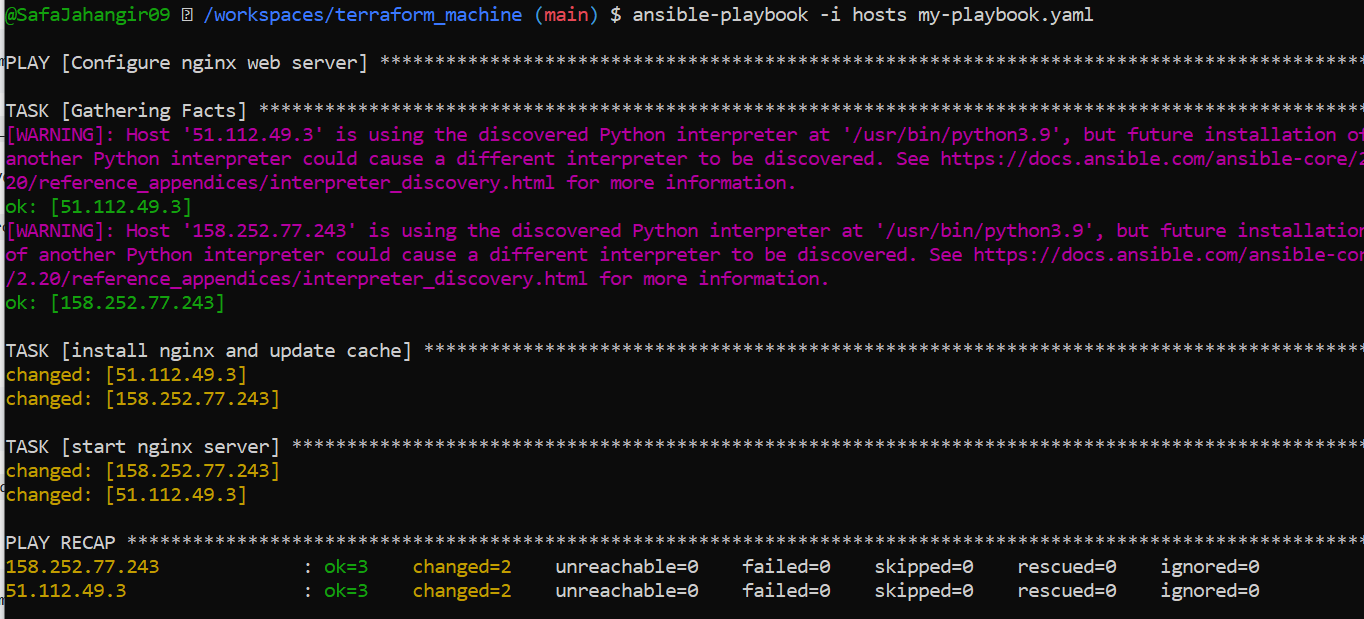 @SafaJahangir09 /workspaces/terraform_machine (main) $ ansible-playbook -i hosts my-playbook.yaml
PLAY [Configure nginx web server] ******************************************************************************************
TASK [Gathering Facts] *****************************************************************************************************
[WARNING]: Host '51.112.49.3' is using the discovered Python interpreter at '/usr/bin/python3.9', but future installation of
another Python interpreter could cause a different interpreter to be discovered. See https://docs.ansible.com/ansible-core/2
20/reference_appendices/interpreter_discovery.html for more information.
ok: [51.112.49.3]
[WARNING]: Host '158.252.77.243' is using the discovered Python interpreter at '/usr/bin/python3.9', but future installation
of another Python interpreter could cause a different interpreter to be discovered. See https://docs.ansible.com/ansible-cor
/2.20/reference_appendices/interpreter_discovery.html for more information.
ok: [158.252.77.243]
TASK [install nginx and update cache] **************************************************************************************
changed: [51.112.49.3]
changed: [158.252.77.243]
TASK [start nginx server] **************************************************************************************************
changed: [158.252.77.243]
changed: [51.112.49.3]
PLAY RECAP *****************************************************************************************************************
158.252.77.243 : ok=3 changed=2 unreachable=0 failed=0 skipped=0 rescued=0 ignored=0
51.112.49.3 : ok=3 changed=2 unreachable=0 failed=0 skipped=0 rescued=0 ignored=0